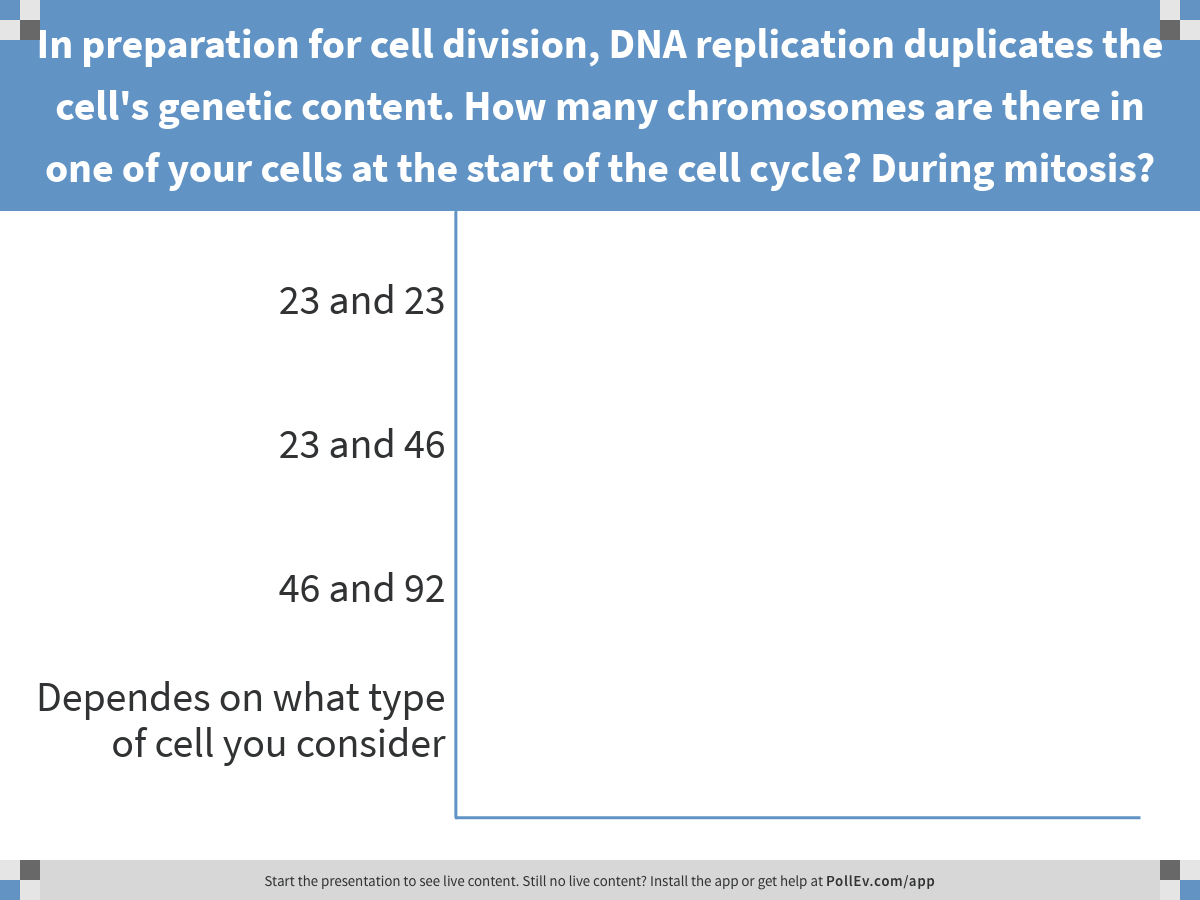 In preparation for cell division, DNA replication duplicates the
cell's genetic content. How many chromosomes are there in
one of your cells at the start of the cell cycle? During mitosis?
23 and 23
23 and 46
46 and 92
Dependes on what type
of cell you consider
Start the presentation to see live content. Still no live content? Install the app or get help at PollEv.com/app